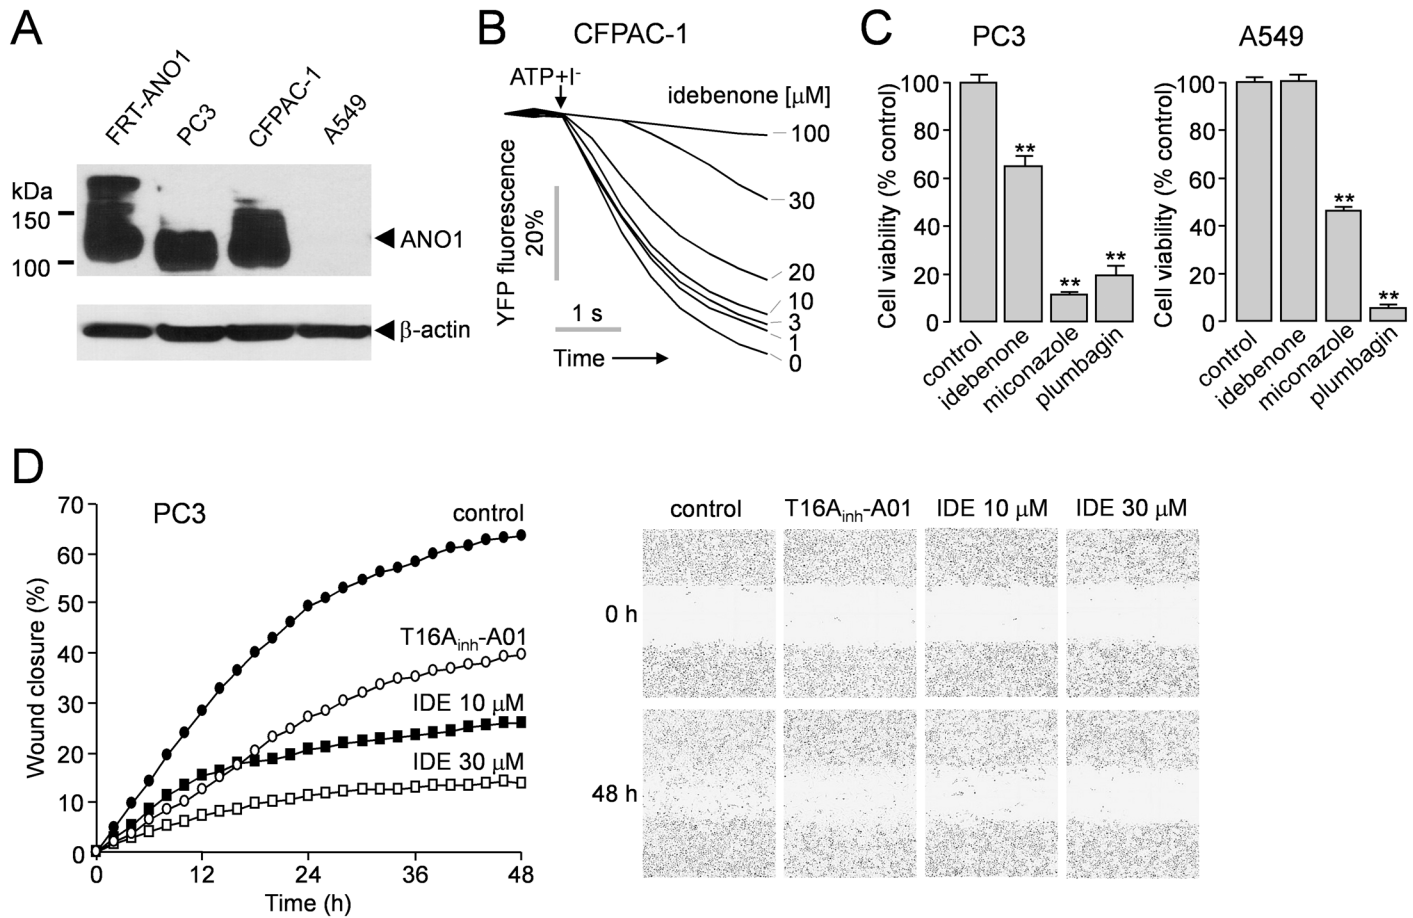 A
FRT-ANO1
PC3
CFPAC-1
A549
kDa
150
100
ANO1
β-actin
B
CFPAC-1
ATP+I-
idebenone [μM]
100
30
20
10
3
1
0
YFP fluorescence
20%
1 s
Time
C
PC3
Cell viability (% control)
100
80
60
40
20
0
**
**
**
control
idebenone
miconazole
plumbagin
A549
Cell viability (% control)
100
80
60
40
20
0
**
**
control
idebenone
miconazole
plumbagin
D
PC3
Wound closure (%)
70
60
50
40
30
20
10
0
control
T16Ainh-A01
IDE 10 μM
IDE 30 μM
0 12 24 36 48
Time (h)
control T16Ainh-A01 IDE 10 μM IDE 30 μM
0 h
48 h